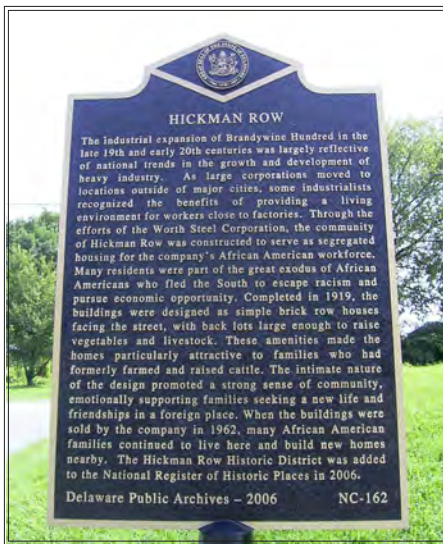 HICKMAN ROW
The industrial expansion of Brandywine Hundred in the
late 19th and early 20th centuries was largely reflective
of national trends in the growth and development of
heavy industry. As large corporations moved to
locations outside of major cities, some industrialists
recognized the benefits of providing a living
environment for workers close to factories. Through the
efforts of the Worth Steel Corporation, the community
of Hickman Row was constructed to serve as segregated
housing for the company's African American workforce.
Many residents were part of the great exodus of African
Americans who fled the South to escape racism and
pursue economic opportunity. Completed in 1919, the
buildings were designed as simple brick row houses
facing the street, with back lots large enough to raise
vegetables and livestock. These amenities made the
homes particularly attractive to families who had
formerly farmed and raised cattle. The intimate nature
of the design promoted a strong sense of community,
emotionally supporting families seeking a new life and
friendships in a foreign place. When the buildings were
sold by the company in 1962, many African American
families continued to live here and build new homes
nearby. The Hickman Row Historic District was added
to the National Register of Historic Places in 2006.
Delaware Public Archives – 2006 NC-162